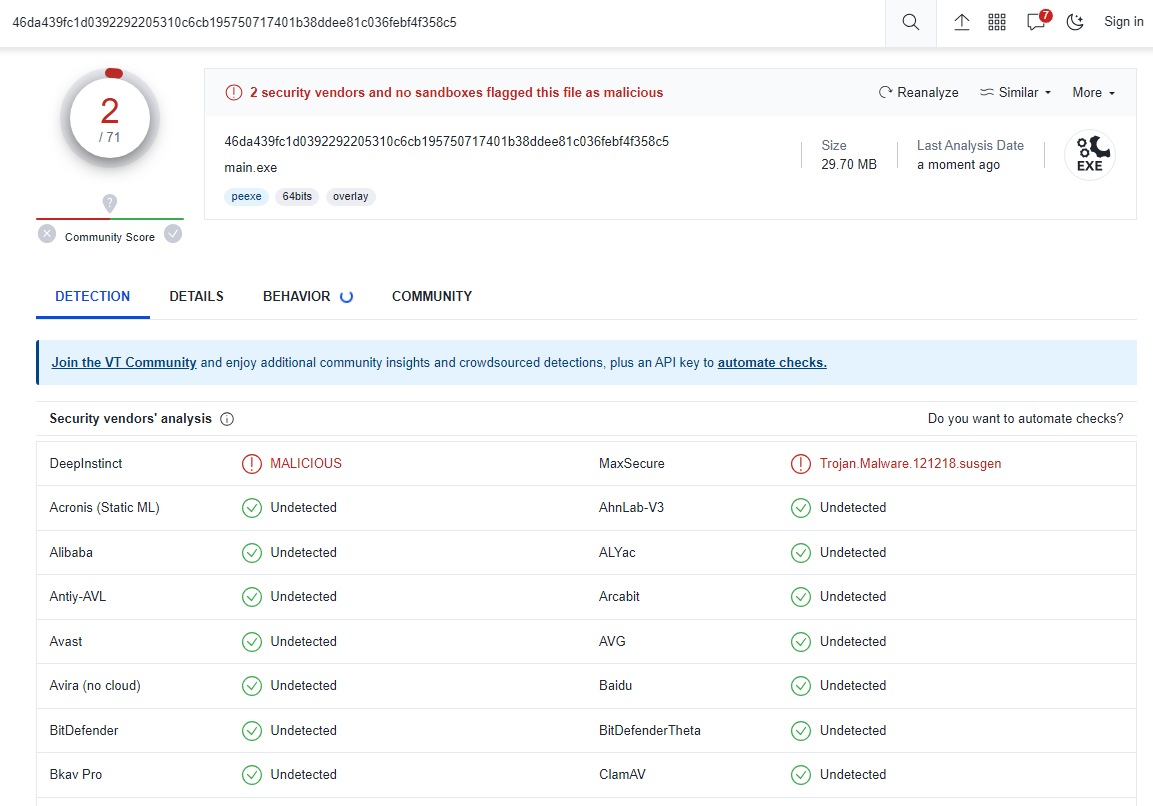 46da439fc1d0392292205310c6cb195750717401b38ddee81c036febf4f358c5
7
Sign in
2
/ 71
Community Score
2 security vendors and no sandboxes flagged this file as malicious
Reanalyze
Similar
More
46da439fc1d0392292205310c6cb195750717401b38ddee81c036febf4f358c5
main.exe
peexe 64bits overlay
Size
29.70 MB
Last Analysis Date
a moment ago
EXE
DETECTION DETAILS BEHAVIOR COMMUNITY
Join the VT Community and enjoy additional community insights and crowdsourced detections, plus an API key to automate checks.
Security vendors' analysis
Do you want to automate checks?
DeepInstinct MALICIOUS MaxSecure Trojan.Malware.121218.susgen
Acronis (Static ML) Undetected AhnLab-V3 Undetected
Alibaba Undetected ALYac Undetected
Antiy-AVL Undetected Arcabit Undetected
Avast Undetected AVG Undetected
Avira (no cloud) Undetected Baidu Undetected
BitDefender Undetected BitDefenderTheta Undetected
Bkav Pro Undetected ClamAV Undetected